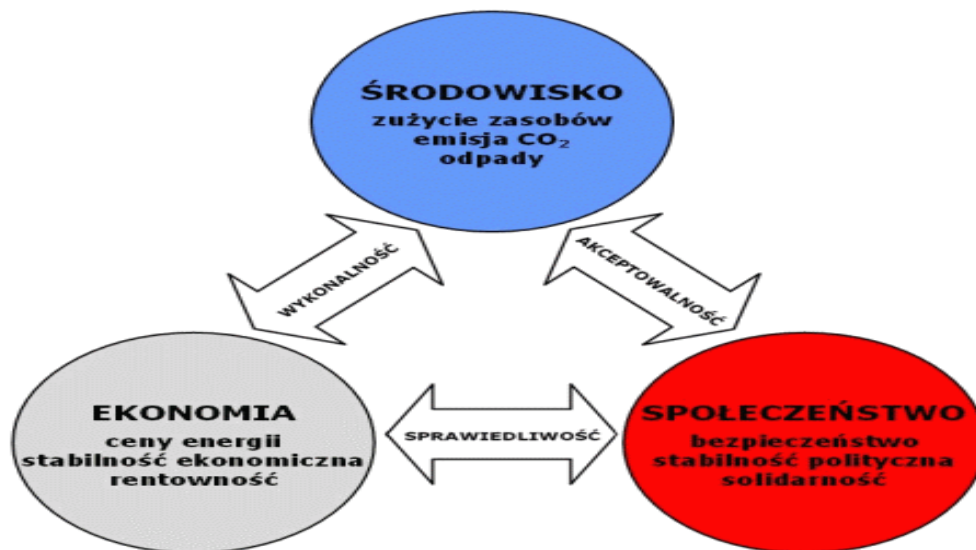 ŚRODOWISKO
zużycie zasobów
emisja CO₂
odpady
WYKONALNOŚĆ
AKCEPTOWALNOŚĆ
EKONOMIA
ceny energii
stabilność ekonomiczna
rentowność
SPRAWIEDLIWOŚĆ
SPOŁECZEŃSTWO
bezpieczeństwo
stabilność polityczna
solidarność